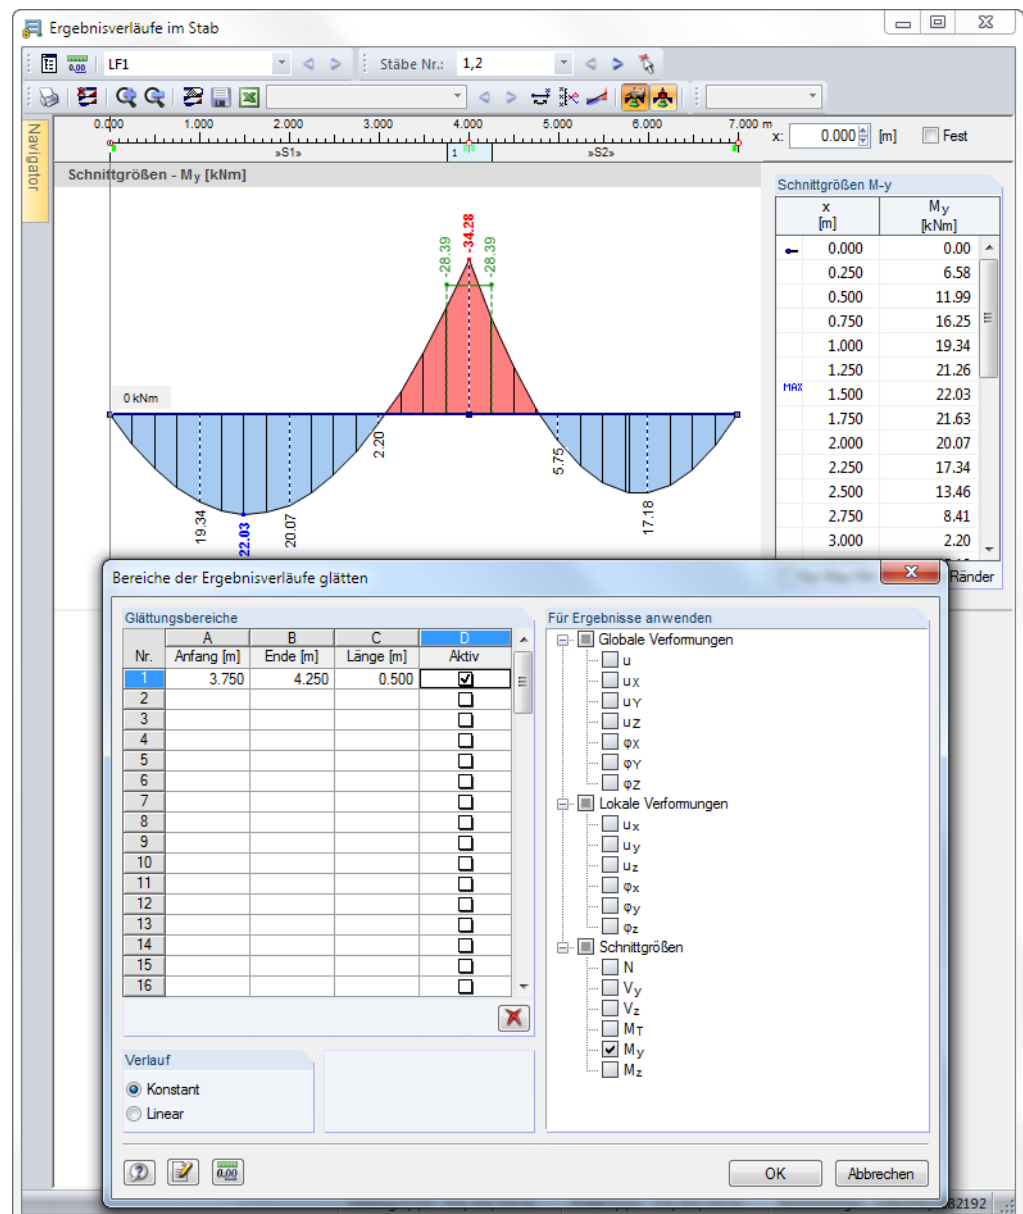 Ergebnisverläufe im Stab
LF1
Stäbe Nr.: 1,2
Navigator
0.000 1.000 2.000 3.000 4.000 5.000 6.000 7.000 m
»S1» 1 »S2»
x: 0.000 [m] Fest
Schnittgrößen - My [kNm]
-28.39 -34.28 -28.39
0 kNm
2.20
5.75
19.34
22.03
20.07
17.18
Schnittgrößen M-y
x [m] My [kNm]
0.000 0.00
0.250 6.58
0.500 11.99
0.750 16.25
1.000 19.34
1.250 21.26
MAX 1.500 22.03
1.750 21.63
2.000 20.07
2.250 17.34
2.500 13.46
2.750 8.41
3.000 2.20
Ränder
Bereiche der Ergebnisverläufe glätten
Glättungsbereiche
A B C D
Nr. Anfang [m] Ende [m] Länge [m] Aktiv
1 3.750 4.250 0.500
2
3
4
5
6
7
8
9
10
11
12
13
14
15
16
Verlauf
Konstant
Linear
Für Ergebnisse anwenden
Globale Verformungen
u
uX
uY
uZ
φX
φY
φZ
Lokale Verformungen
ux
uy
uz
φx
φy
φz
Schnittgrößen
N
Vy
Vz
MT
My
Mz
0.00
OK
Abbrechen
82192